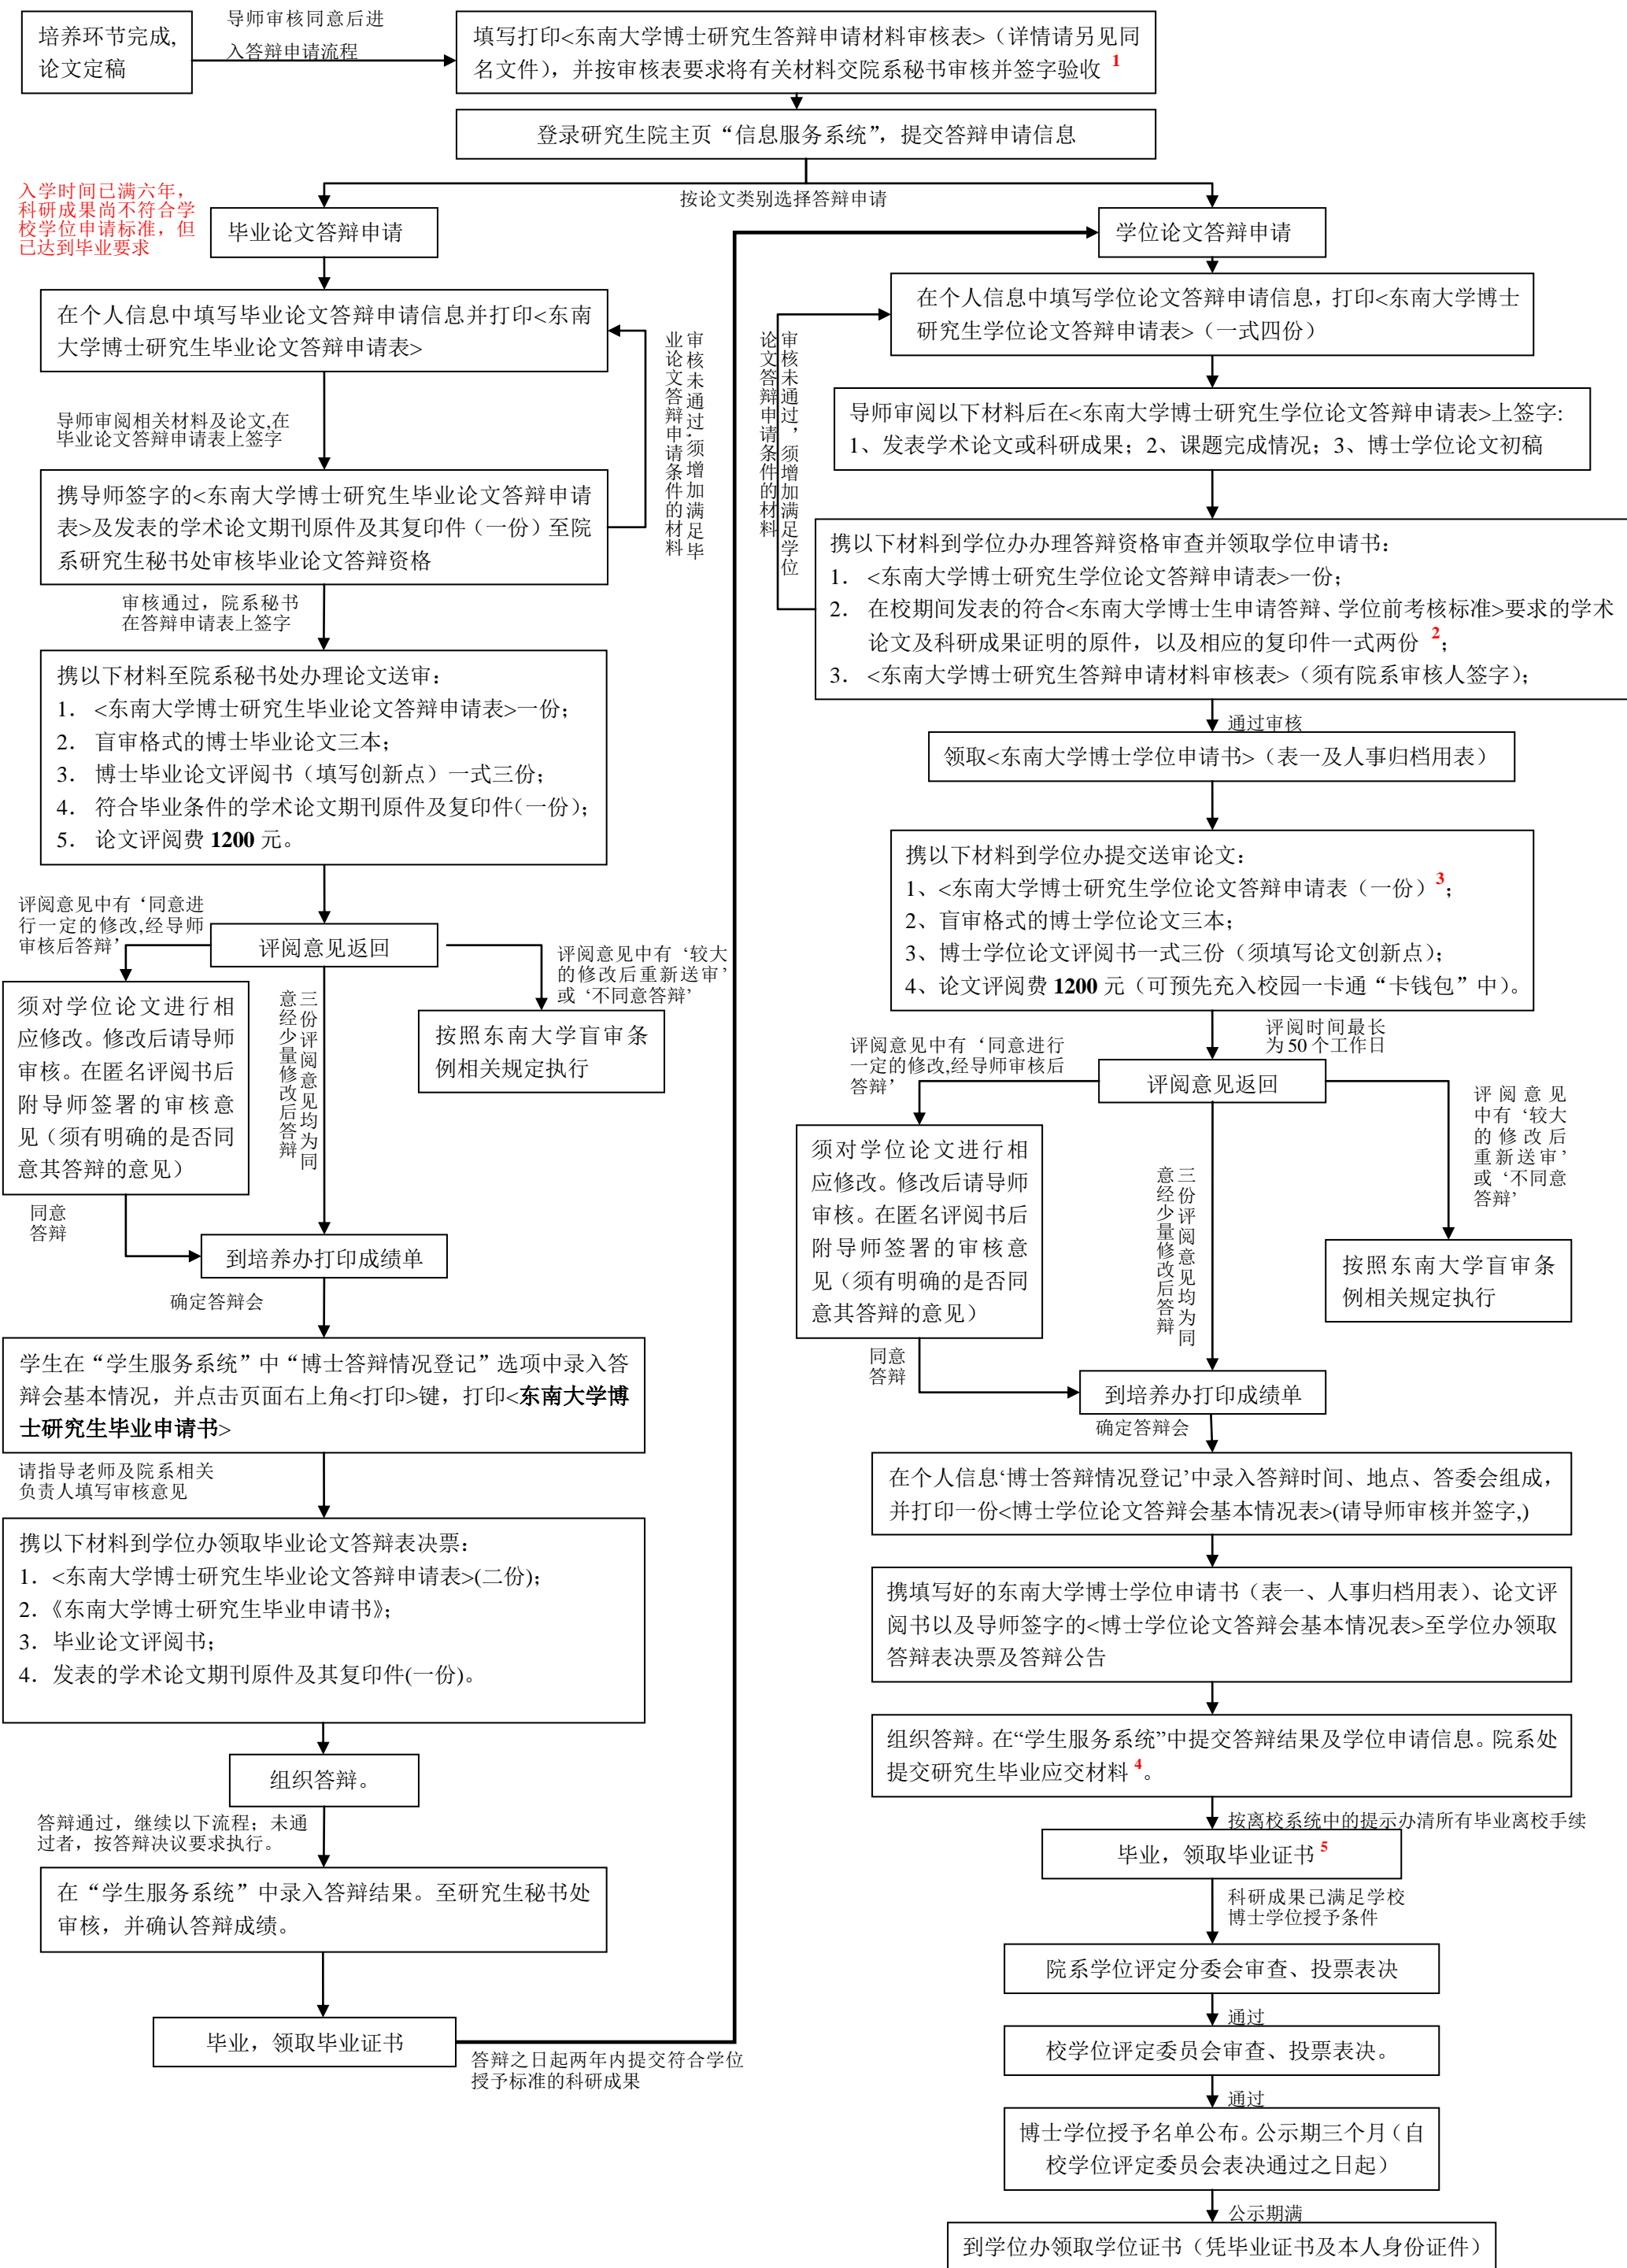 培养环节完成,
论文定稿
导师审核同意后进
入答辩申请流程
填写打印<东南大学博士研究生答辩申请材料审核表>（详情请另见同
名文件），并按审核表要求将有关材料交院系秘书审核并签字验收 1
登录研究生院主页“信息服务系统”，提交答辩申请信息
按论文类别选择答辩申请
入学时间已满六年，
科研成果尚不符合学
校学位申请标准，但
已达到毕业要求
毕业论文答辩申请
在个人信息中填写毕业论文答辩申请信息并打印<东南
大学博士研究生毕业论文答辩申请表>
导师审阅相关材料及论文,在
毕业论文答辩申请表上签字
审核未通过,须增加满足毕
业论文答辩申请条件的材料
携导师签字的<东南大学博士研究生毕业论文答辩申请
表>及发表的学术论文期刊原件及其复印件（一份）至院
系研究生秘书处审核毕业论文答辩资格
审核通过，院系秘书
在答辩申请表上签字
携以下材料至院系秘书处办理论文送审：
1. <东南大学博士研究生毕业论文答辩申请表>一份；
2. 盲审格式的博士毕业论文三本；
3. 博士毕业论文评阅书（填写创新点）一式三份；
4. 符合毕业条件的学术论文期刊原件及复印件(一份)；
5. 论文评阅费 1200 元。
评阅意见中有‘同意进
行一定的修改,经导师
审核后答辩’
评阅意见返回
评阅意见中有‘较大
的修改后重新送审’
或‘不同意答辩’
须对学位论文进行相
应修改。修改后请导师
审核。在匿名评阅书后
附导师签署的审核意
见（须有明确的是否同
意其答辩的意见）
三份评阅意见均为同
意经少量修改后答辩
按照东南大学盲审条
例相关规定执行
同意
答辩
到培养办打印成绩单
确定答辩会
学生在“学生服务系统”中“博士答辩情况登记”选项中录入答
辩会基本情况，并点击页面右上角<打印>键，打印<东南大学博
士研究生毕业申请书>
请指导老师及院系相关
负责人填写审核意见
携以下材料到学位办领取毕业论文答辩表决票：
1. <东南大学博士研究生毕业论文答辩申请表>(二份)；
2.《东南大学博士研究生毕业申请书》；
3. 毕业论文评阅书；
4. 发表的学术论文期刊原件及其复印件(一份)。
组织答辩。
答辩通过，继续以下流程；未通
过者，按答辩决议要求执行。
在“学生服务系统”中录入答辩结果。至研究生秘书处
审核，并确认答辩成绩。
毕业，领取毕业证书
答辩之日起两年内提交符合学位
授予标准的科研成果
学位论文答辩申请
在个人信息中填写学位论文答辩申请信息，打印<东南大学博士
研究生学位论文答辩申请表>（一式四份）
审核未通过，须增加满足学位
论文答辩申请条件的材料
导师审阅以下材料后在<东南大学博士研究生学位论文答辩申请表>上签字:
1、发表学术论文或科研成果；2、课题完成情况；3、博士学位论文初稿
携以下材料到学位办办理答辩资格审查并领取学位申请书：
1. <东南大学博士研究生学位论文答辩申请表>一份；
2. 在校期间发表的符合<东南大学博士生申请答辩、学位前考核标准>要求的学术
论文及科研成果证明的原件，以及相应的复印件一式两份 2；
3. <东南大学博士研究生答辩申请材料审核表>（须有院系审核人签字）；
通过审核
领取<东南大学博士学位申请书>（表一及人事归档用表）
携以下材料到学位办提交送审论文：
1、<东南大学博士研究生学位论文答辩申请表（一份）3；
2、盲审格式的博士学位论文三本；
3、博士学位论文评阅书一式三份（须填写论文创新点）；
4、论文评阅费 1200 元（可预先充入校园一卡通“卡钱包”中）。
评阅时间最长
为 50 个工作日
评阅意见中有‘同意进行
一定的修改,经导师审核后
答辩’
评阅意见返回
评阅意见
中有‘较大
的修改后
重新送审’
或‘不同意
答辩’
须对学位论文进行相
应修改。修改后请导师
审核。在匿名评阅书后
附导师签署的审核意
见（须有明确的是否同
意其答辩的意见）
三份评阅意见均为同
意经少量修改后答辩
按照东南大学盲审条
例相关规定执行
同意
答辩
到培养办打印成绩单
确定答辩会
在个人信息‘博士答辩情况登记’中录入答辩时间、地点、答委会组成，
并打印一份<博士学位论文答辩会基本情况表>(请导师审核并签字,)
携填写好的东南大学博士学位申请书（表一、人事归档用表）、论文评
阅书以及导师签字的<博士学位论文答辩会基本情况表>至学位办领取
答辩表决票及答辩公告
组织答辩。在“学生服务系统”中提交答辩结果及学位申请信息。院系处
提交研究生毕业应交材料 4。
按离校系统中的提示办清所有毕业离校手续
毕业，领取毕业证书 5
科研成果已满足学校
博士学位授予条件
院系学位评定分委会审查、投票表决
通过
校学位评定委员会审查、投票表决。
通过
博士学位授予名单公布。公示期三个月（自
校学位评定委员会表决通过之日起）
公示期满
到学位办领取学位证书（凭毕业证书及本人身份证件）